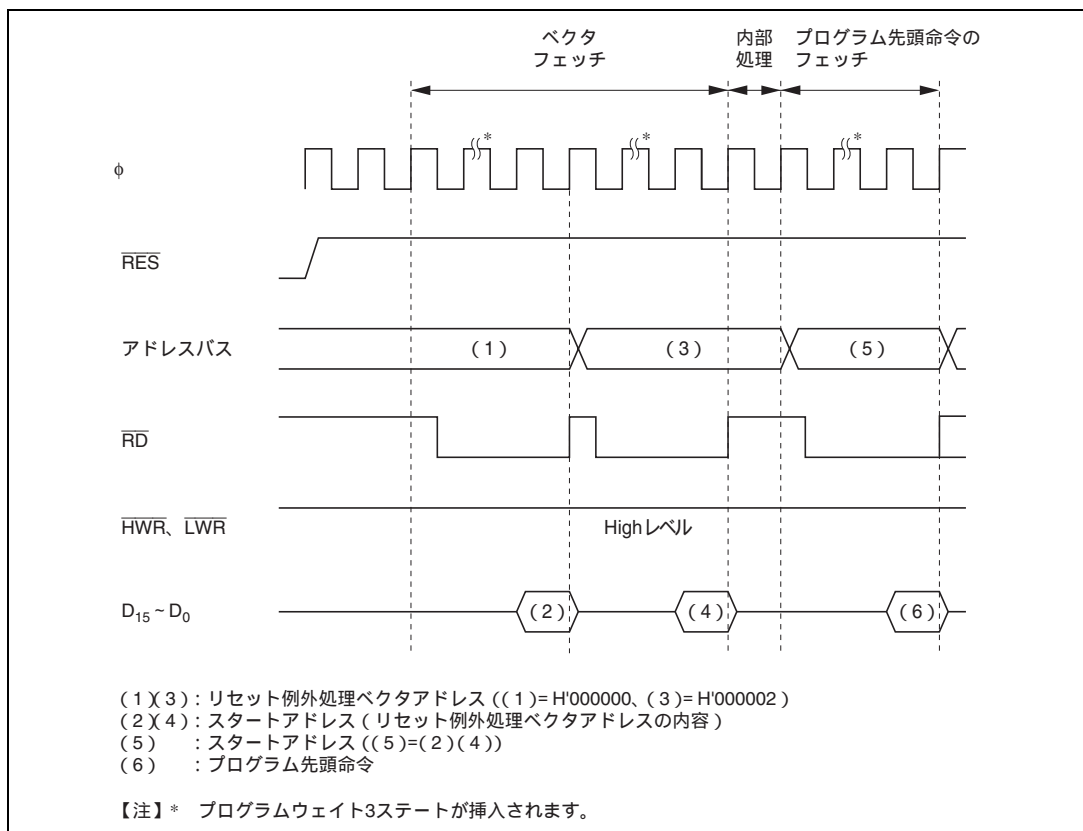 ベクタ
フェッチ
内部
処理
プログラム先頭命令の
フェッチ
*
*
*
φ
RES
アドレスバス
(1)
(3)
(5)
RD
HWR、LWR
Highレベル
D15~D0
(2)
(4)
(6)
(1)(3):リセット例外処理ベクタアドレス((1)=H'000000、(3)=H'000002)
(2)(4):スタートアドレス(リセット例外処理ベクタアドレスの内容)
(5) :スタートアドレス((5)=(2)(4))
(6) :プログラム先頭命令
【注】* プログラムウェイト3ステートが挿入されます。